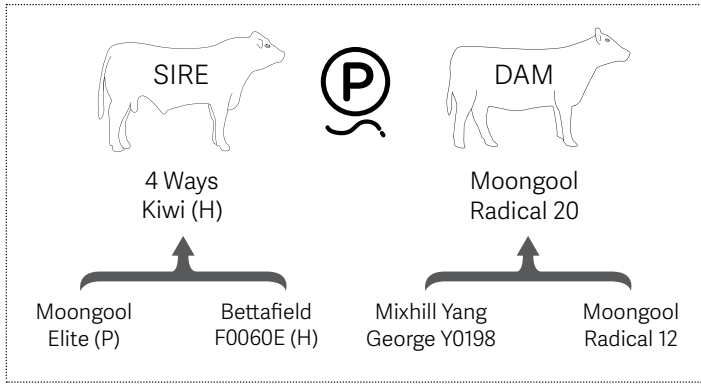 SIRE
P
DAM
4 Ways
Kiwi (H)
Moongool
Radical 20
Moongool
Elite (P)
Bettafield
F0060E (H)
Mixhill Yang
George Y0198
Moongool
Radical 12